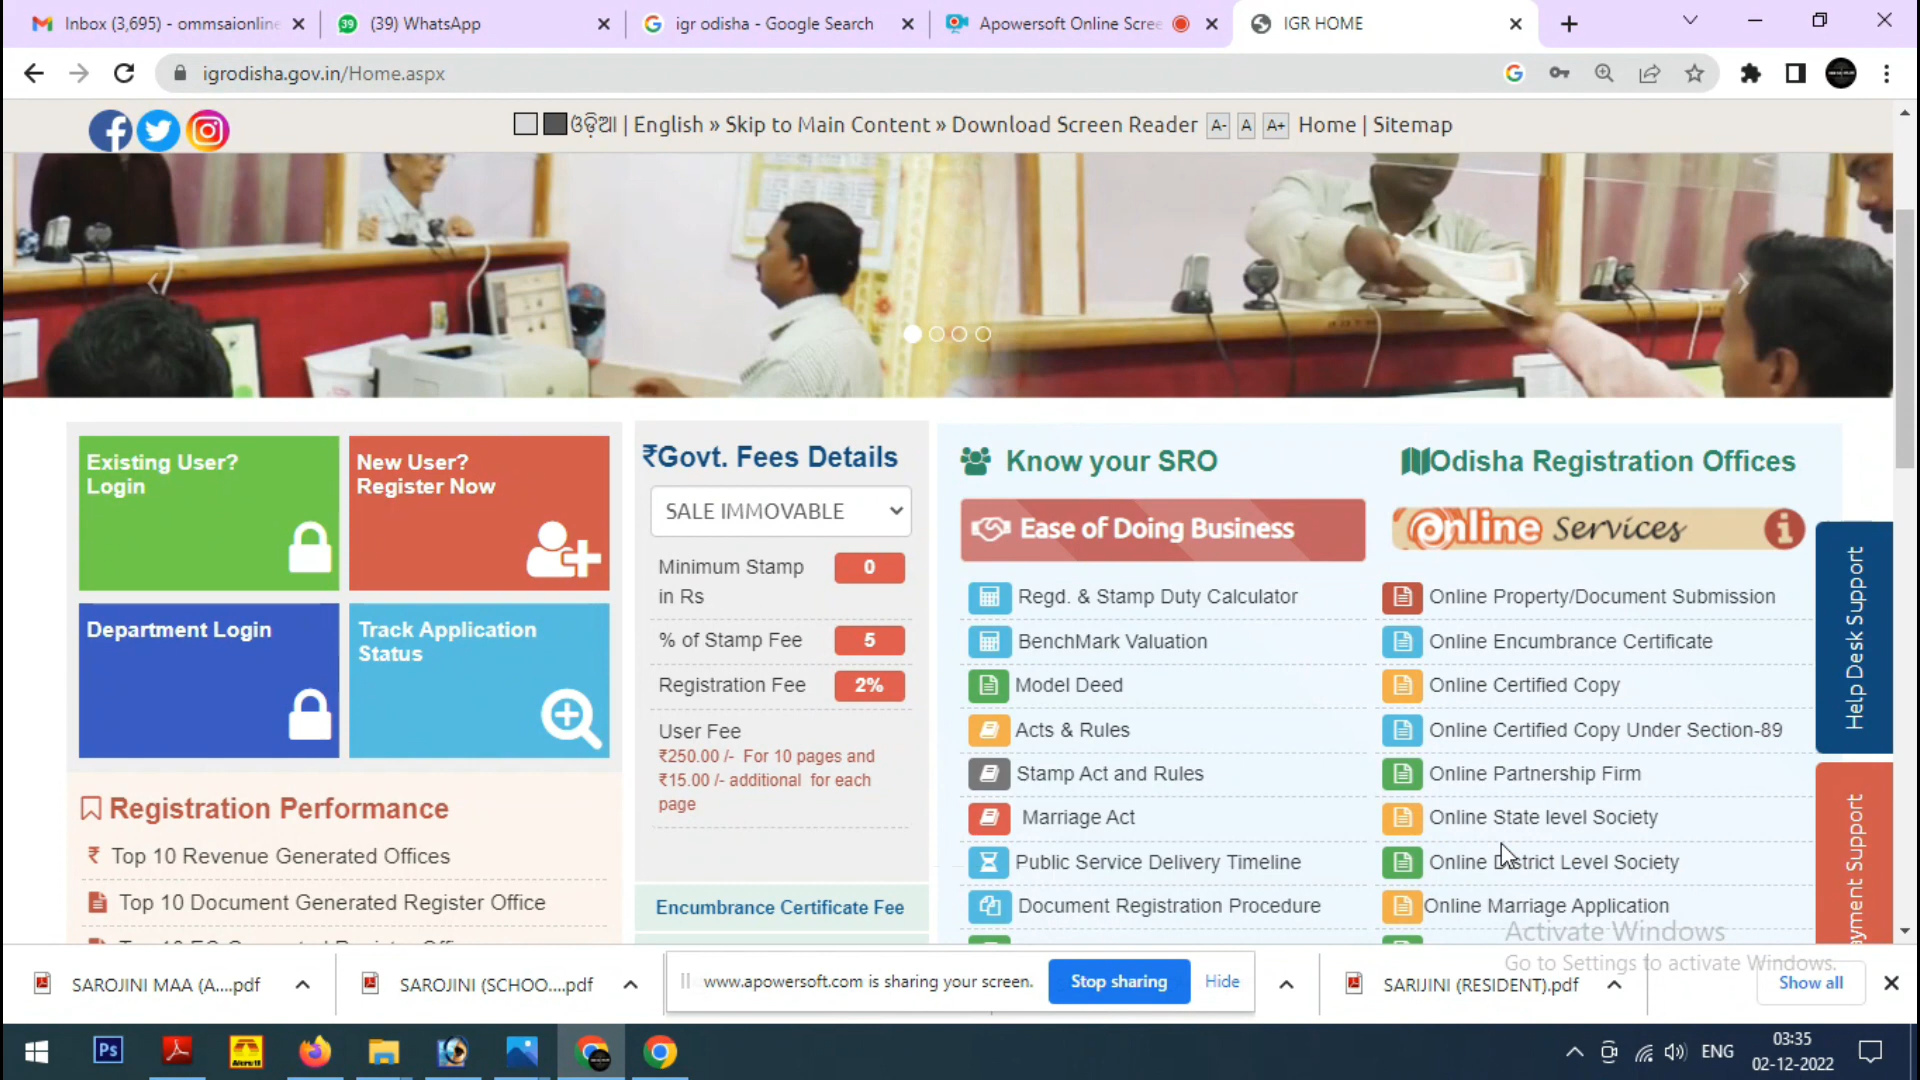 Inbox (3,695) - ommsaionline
(39) WhatsApp
igr odisha - Google Search
Apowersoft Online Scree
IGR HOME
igrodisha.gov.in/Home.aspx
ଓଡ଼ିଆ | English » Skip to Main Content » Download Screen Reader A- A A+ Home | Sitemap
Existing User?
Login
New User?
Register Now
Department Login
Track Application
Status
Registration Performance
₹ Top 10 Revenue Generated Offices
Top 10 Document Generated Register Office
₹Govt. Fees Details
SALE IMMOVABLE
Minimum Stamp
in Rs
0
% of Stamp Fee 5
Registration Fee 2%
User Fee
₹250.00 /- For 10 pages and
₹15.00 /- additional for each
page
Encumbrance Certificate Fee
Know your SRO
Ease of Doing Business
Regd. & Stamp Duty Calculator
BenchMark Valuation
Model Deed
Acts & Rules
Stamp Act and Rules
Marriage Act
Public Service Delivery Timeline
Document Registration Procedure
Odisha Registration Offices
Online Services i
Online Property/Document Submission
Online Encumbrance Certificate
Online Certified Copy
Online Certified Copy Under Section-89
Online Partnership Firm
Online State level Society
Online District Level Society
Online Marriage Application
Help Desk Support
ayment Support
Activate Windows
Go to Settings to activate Windows.
SAROJINI MAA (A....pdf
SAROJINI (SCHOO....pdf
www.apowersoft.com is sharing your screen.
Stop sharing
Hide
SARIJINI (RESIDENT).pdf
Show all
Ps
ENG
03:35
02-12-2022